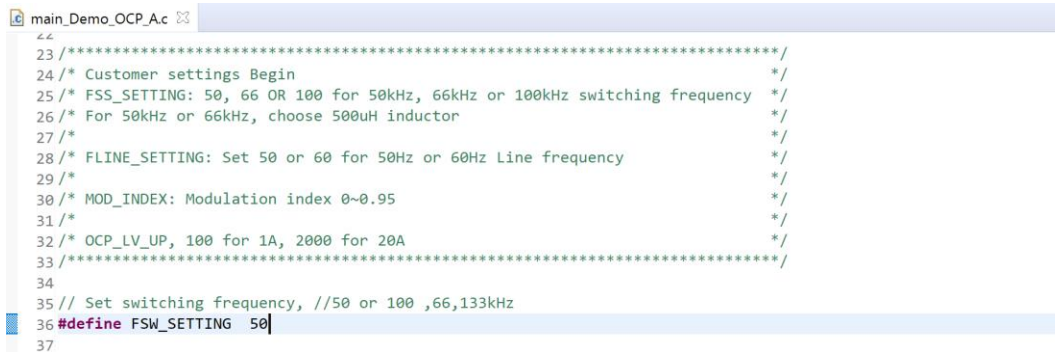 main_Demo_OCP_A.c
22
23 /******************************************************************************/
24 /* Customer settings Begin */
25 /* FSS_SETTING: 50, 66 OR 100 for 50kHz, 66kHz or 100kHz switching frequency */
26 /* For 50kHz or 66kHz, choose 500uH inductor */
27 /* */
28 /* FLINE_SETTING: Set 50 or 60 for 50Hz or 60Hz Line frequency */
29 /* */
30 /* MOD_INDEX: Modulation index 0~0.95 */
31 /* */
32 /* OCP_LV_UP, 100 for 1A, 2000 for 20A */
33 /******************************************************************************/
34
35 // Set switching frequency, //50 or 100 ,66,133kHz
36 #define FSW_SETTING 50
37